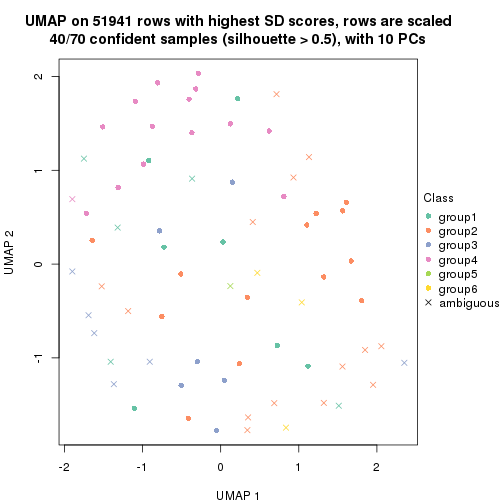 UMAP on 51941 rows with highest SD scores, rows are scaled
40/70 confident samples (silhouette > 0.5), with 10 PCs
2
1
0
-1
UMAP 2
-2
-1
0
1
2
UMAP 1
Class
group1
group2
group3
group4
group5
group6
ambiguous